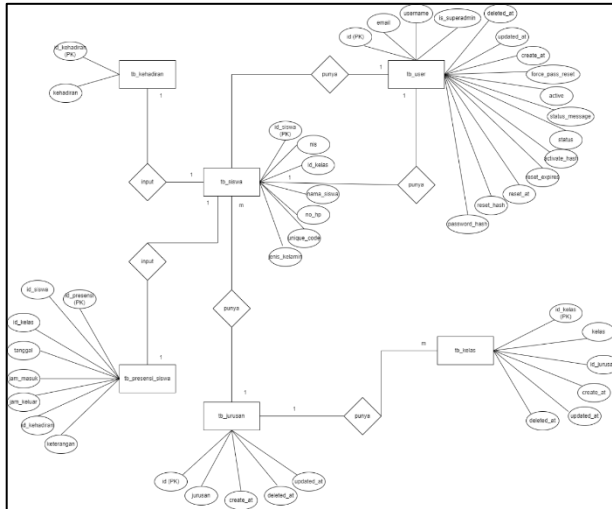 username
email
is_superadmin
deleted_at
id (PK)
updated_at
create_at
force_pass_reset
active
status_message
status
activate_hash
reset_expires
reset_at
reset_hash
password_hash
tb_user
1
1
punya
id_kehadiran
(PK)
kehadiran
tb_kehadiran
1
input
1
id_siswa
(PK)
nis
id_kelas
nama_siswa
no_hp
unique_code
jenis_kelamin
tb_siswa
1
1
m
punya
input
1
id_siswa
id_presensi
(PK)
id_kelas
tanggal
jam_masuk
jam_keluar
id_kehadiran
keterangan
tb_presensi_siswa
punya
1
tb_jurusan
1
punya
m
id (PK)
jurusan
create_at
deleted_at
updated_at
tb_kelas
id_kelas
(PK)
kelas
id_jurusan
create_at
updated_at
deleted_at